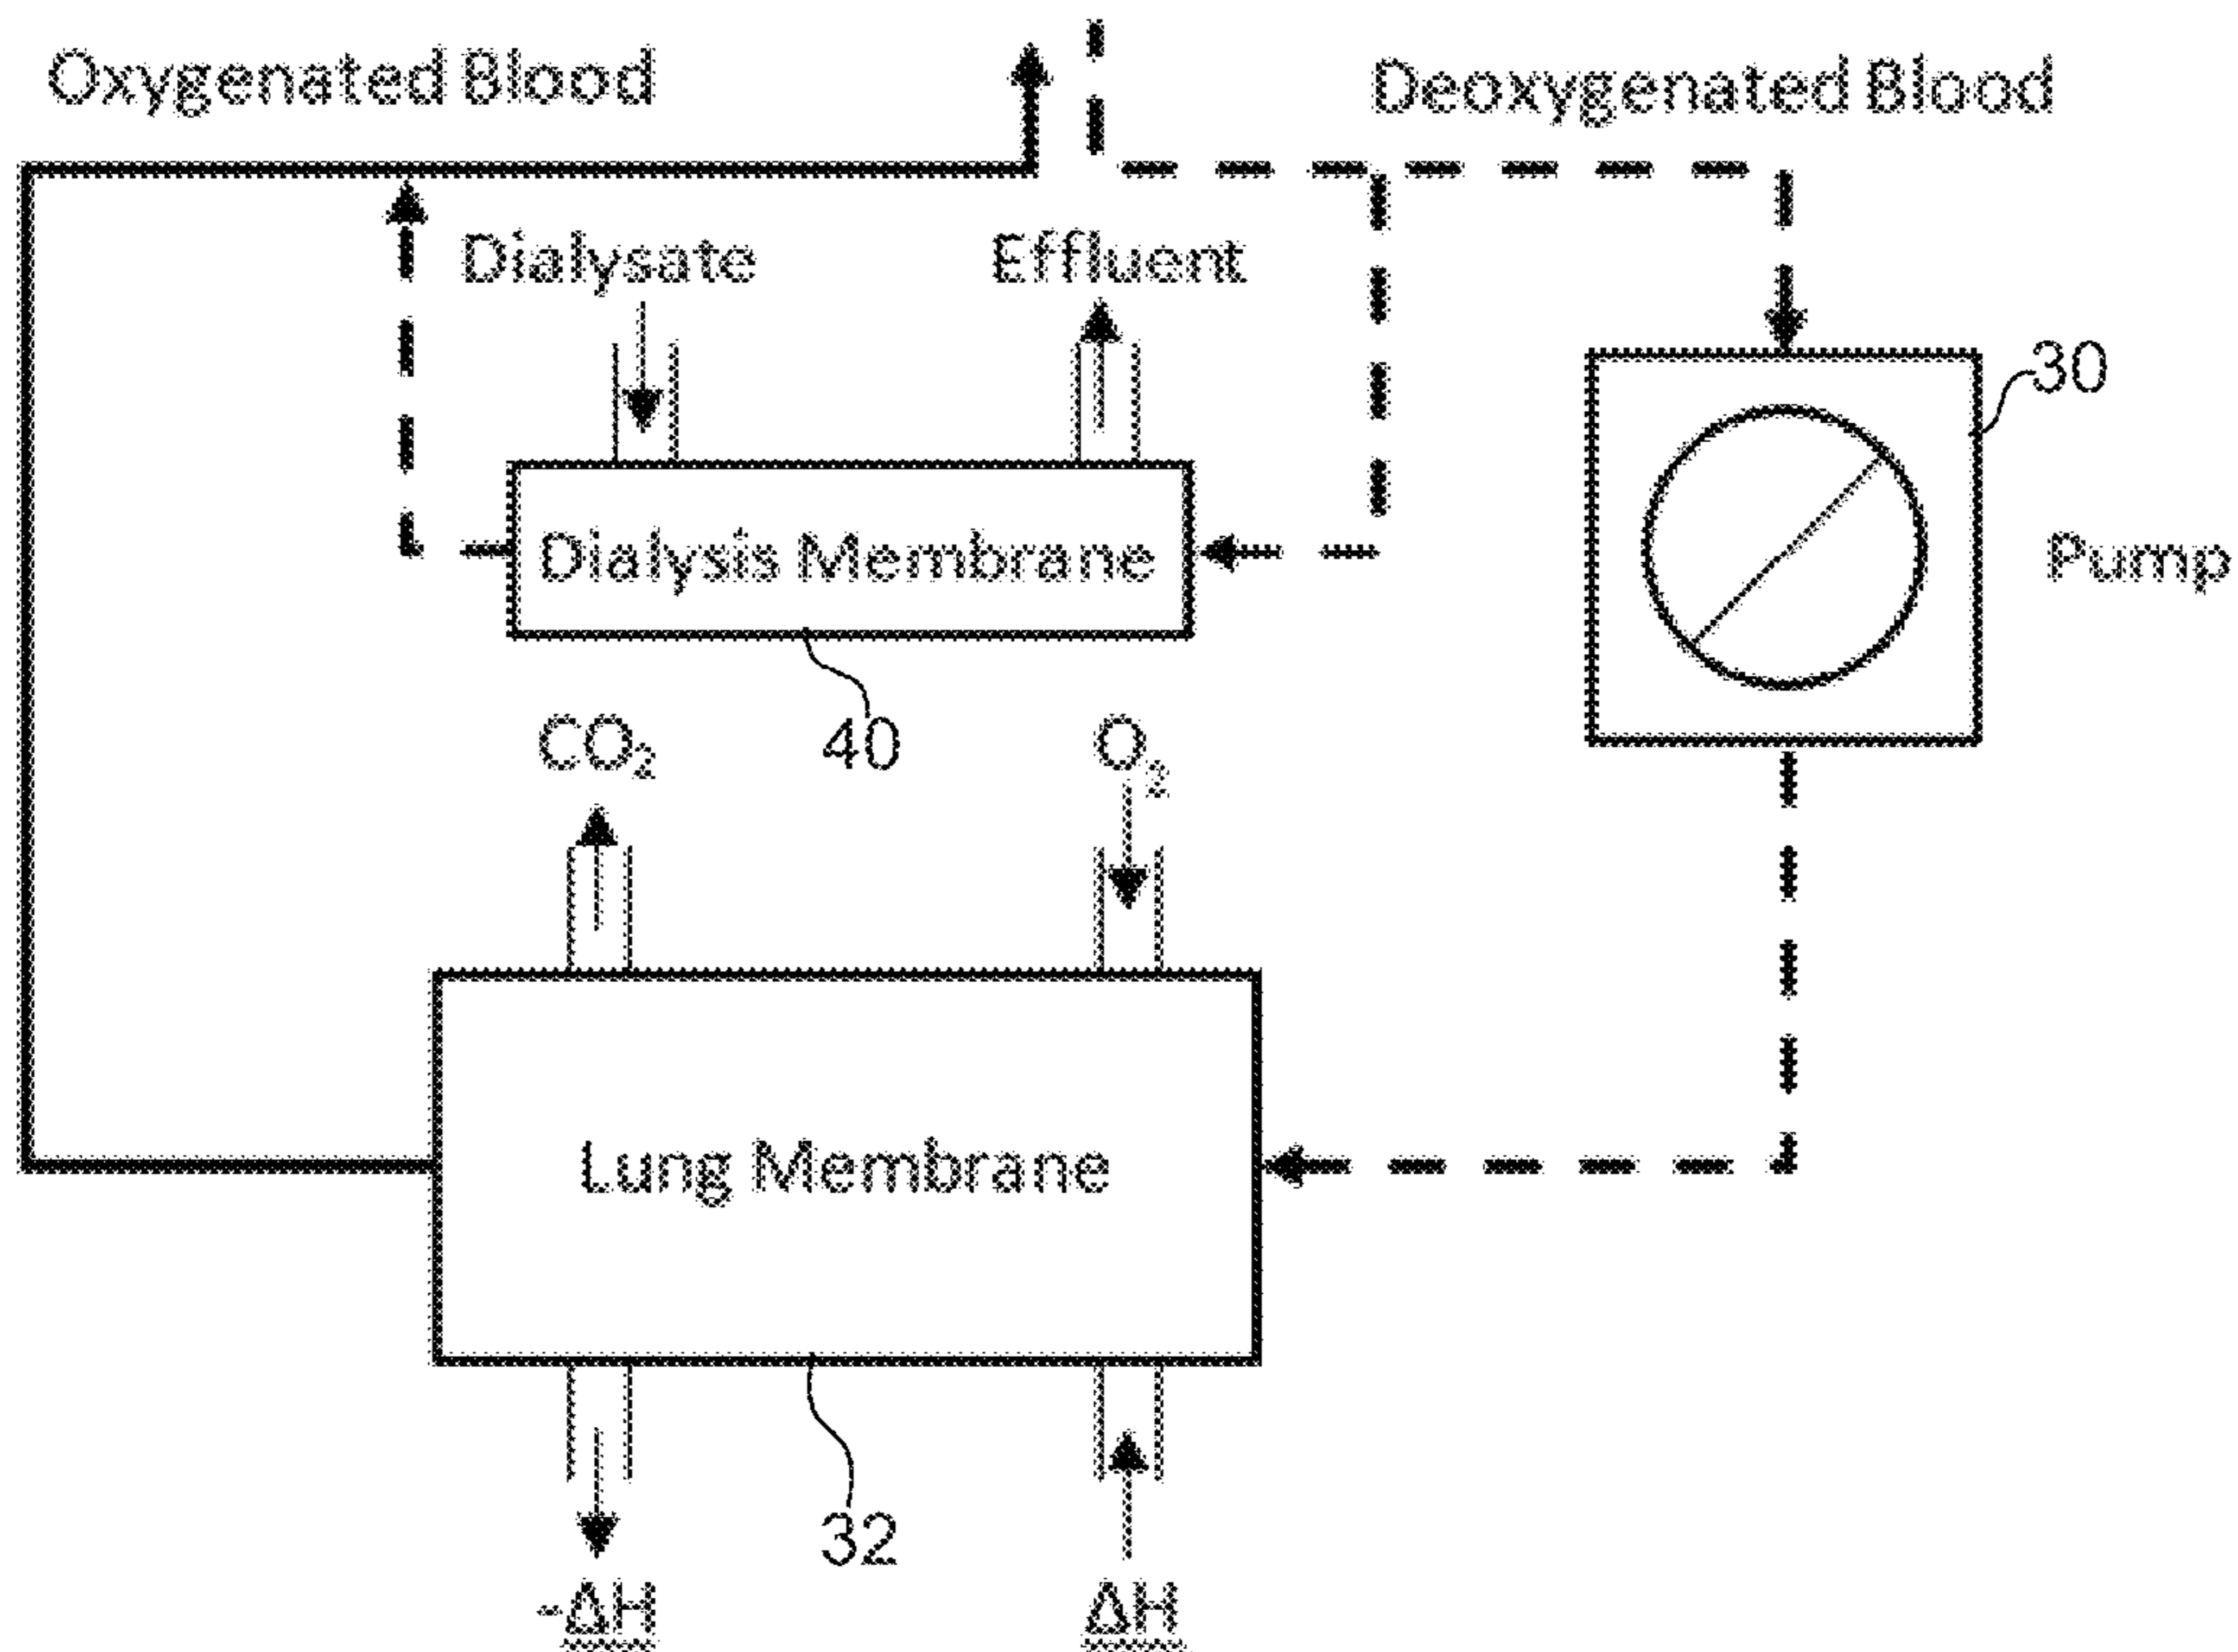 Oxygenated Blood
Deoxygenated Blood
Dialysate
Effluent
30
Dialysis Membrane
Pump
40
CO₂
O₂
Lung Membrane
32
-ΔH
ΔH